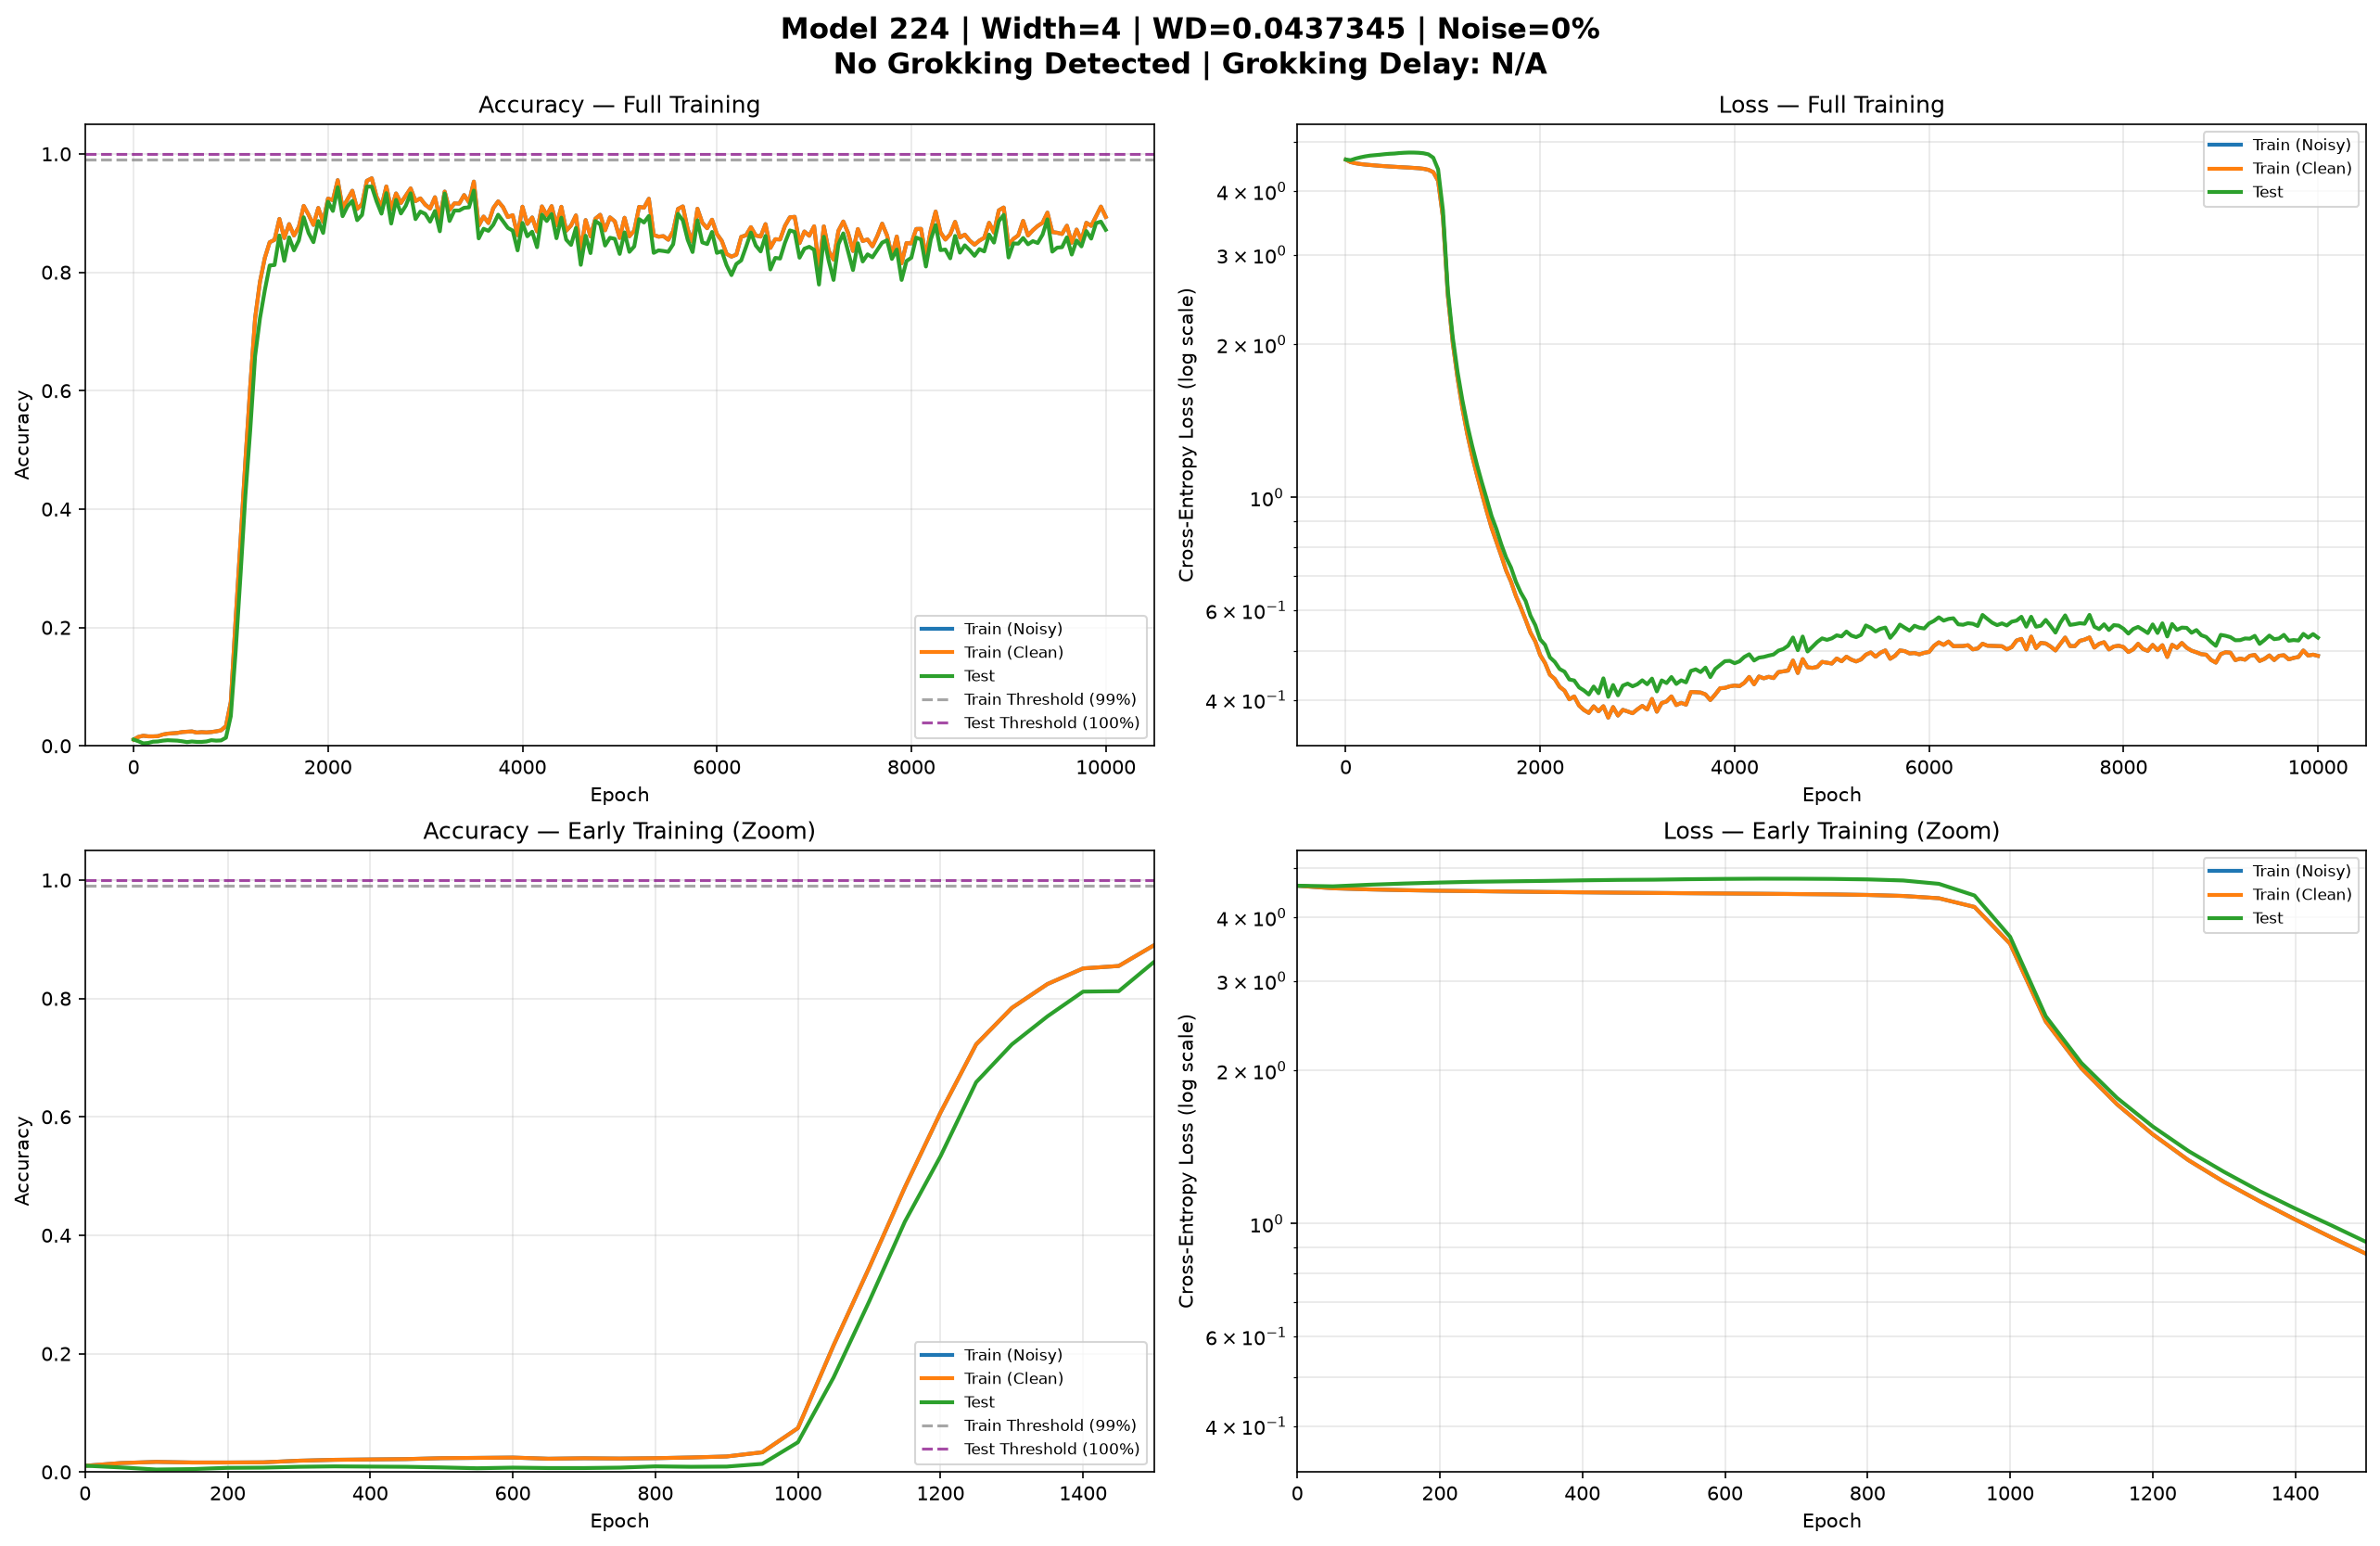 Model 224 | Width=4 | WD=0.0437345 | Noise=0%
No Grokking Detected | Grokking Delay: N/A
Accuracy — Full Training
Accuracy
1.0
0.8
0.6
0.4
0.2
0.0
0 2000 4000 6000 8000 10000
Epoch
Train (Noisy)
Train (Clean)
Test
Train Threshold (99%)
Test Threshold (100%)
Loss — Full Training
Cross-Entropy Loss (log scale)
4 × 10⁰
3 × 10⁰
2 × 10⁰
10⁰
6 × 10⁻¹
4 × 10⁻¹
0 2000 4000 6000 8000 10000
Epoch
Train (Noisy)
Train (Clean)
Test
Accuracy — Early Training (Zoom)
Accuracy
1.0
0.8
0.6
0.4
0.2
0.0
0 200 400 600 800 1000 1200 1400
Epoch
Train (Noisy)
Train (Clean)
Test
Train Threshold (99%)
Test Threshold (100%)
Loss — Early Training (Zoom)
Cross-Entropy Loss (log scale)
4 × 10⁰
3 × 10⁰
2 × 10⁰
10⁰
6 × 10⁻¹
4 × 10⁻¹
0 200 400 600 800 1000 1200 1400
Epoch
Train (Noisy)
Train (Clean)
Test